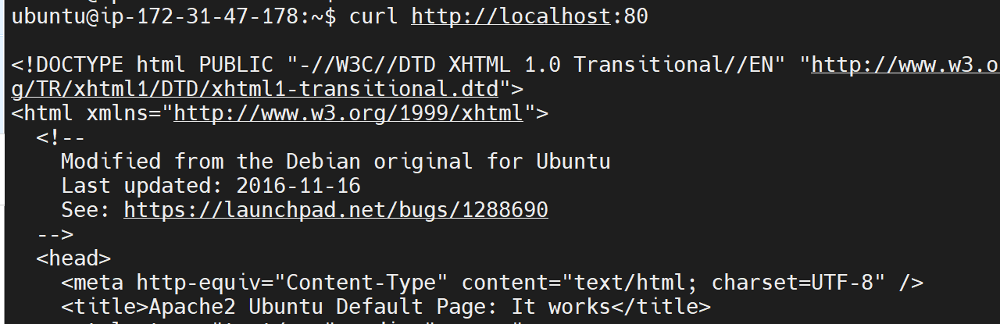 ubuntu@ip-172-31-47-178:~$ curl http://localhost:80
<!DOCTYPE html PUBLIC "-//W3C//DTD XHTML 1.0 Transitional//EN" "http://www.w3.o
g/TR/xhtml1/DTD/xhtml1-transitional.dtd">
<html xmlns="http://www.w3.org/1999/xhtml">
  <!--
    Modified from the Debian original for Ubuntu
    Last updated: 2016-11-16
    See: https://launchpad.net/bugs/1288690
  -->
  <head>
    <meta http-equiv="Content-Type" content="text/html; charset=UTF-8" />
    <title>Apache2 Ubuntu Default Page: It works</title>